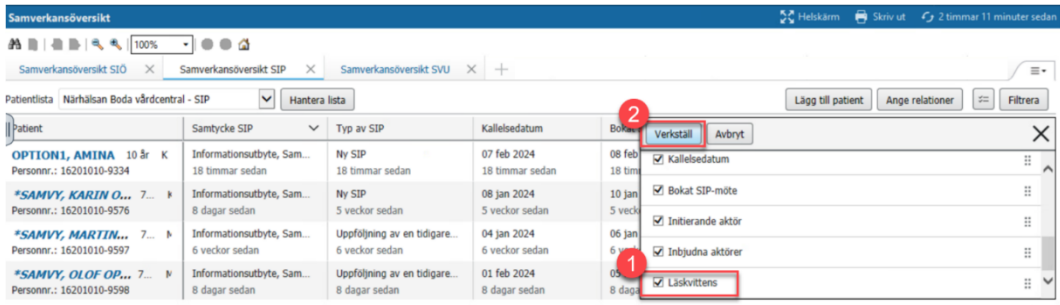 Samverkansöversikt Helskärm Skriv ut 2 timmar 11 minuter sedan
100%
Samverkansöversikt SIÖ Samverkansöversikt SIP Samverkansöversikt SVU
Patientlista Närhälsan Boda vårdcentral - SIP Hantera lista Lägg till patient Ange relationer Filtrera
2
Patient Samtycke SIP Typ av SIP Kallelsedatum Verkställ Avbryt
OPTION1, AMINA 10 år K Informationsutbyte, Sam... Ny SIP 07 feb 2024 08 feb Kallelsedatum
Personnr.: 16201010-9334 18 timmar sedan 18 timmar sedan 18 timmar sedan
*SAMVY, KARIN O... 7... Informationsutbyte, Sam... Ny SIP 08 jan 2024 10 jan Bokat SIP-möte
Personnr.: 16201010-9576 8 dagar sedan 5 veckor sedan 5 veckor sedan
*SAMVY, MARTIN... 7... Informationsutbyte, Sam... Uppföljning av en tidigare... 04 jan 2024 06 jan Initierande aktör
Personnr.: 16201010-9597 6 veckor sedan 6 veckor sedan 6 veckor sedan Inbjudna aktörer
1
*SAMVY, OLOF OP... 7... Informationsutbyte, Sam... Uppföljning av en tidigare... 01 feb 2024 Läskvittens
Personnr.: 16201010-9598 8 dagar sedan 8 dagar sedan 8 dagar sedan